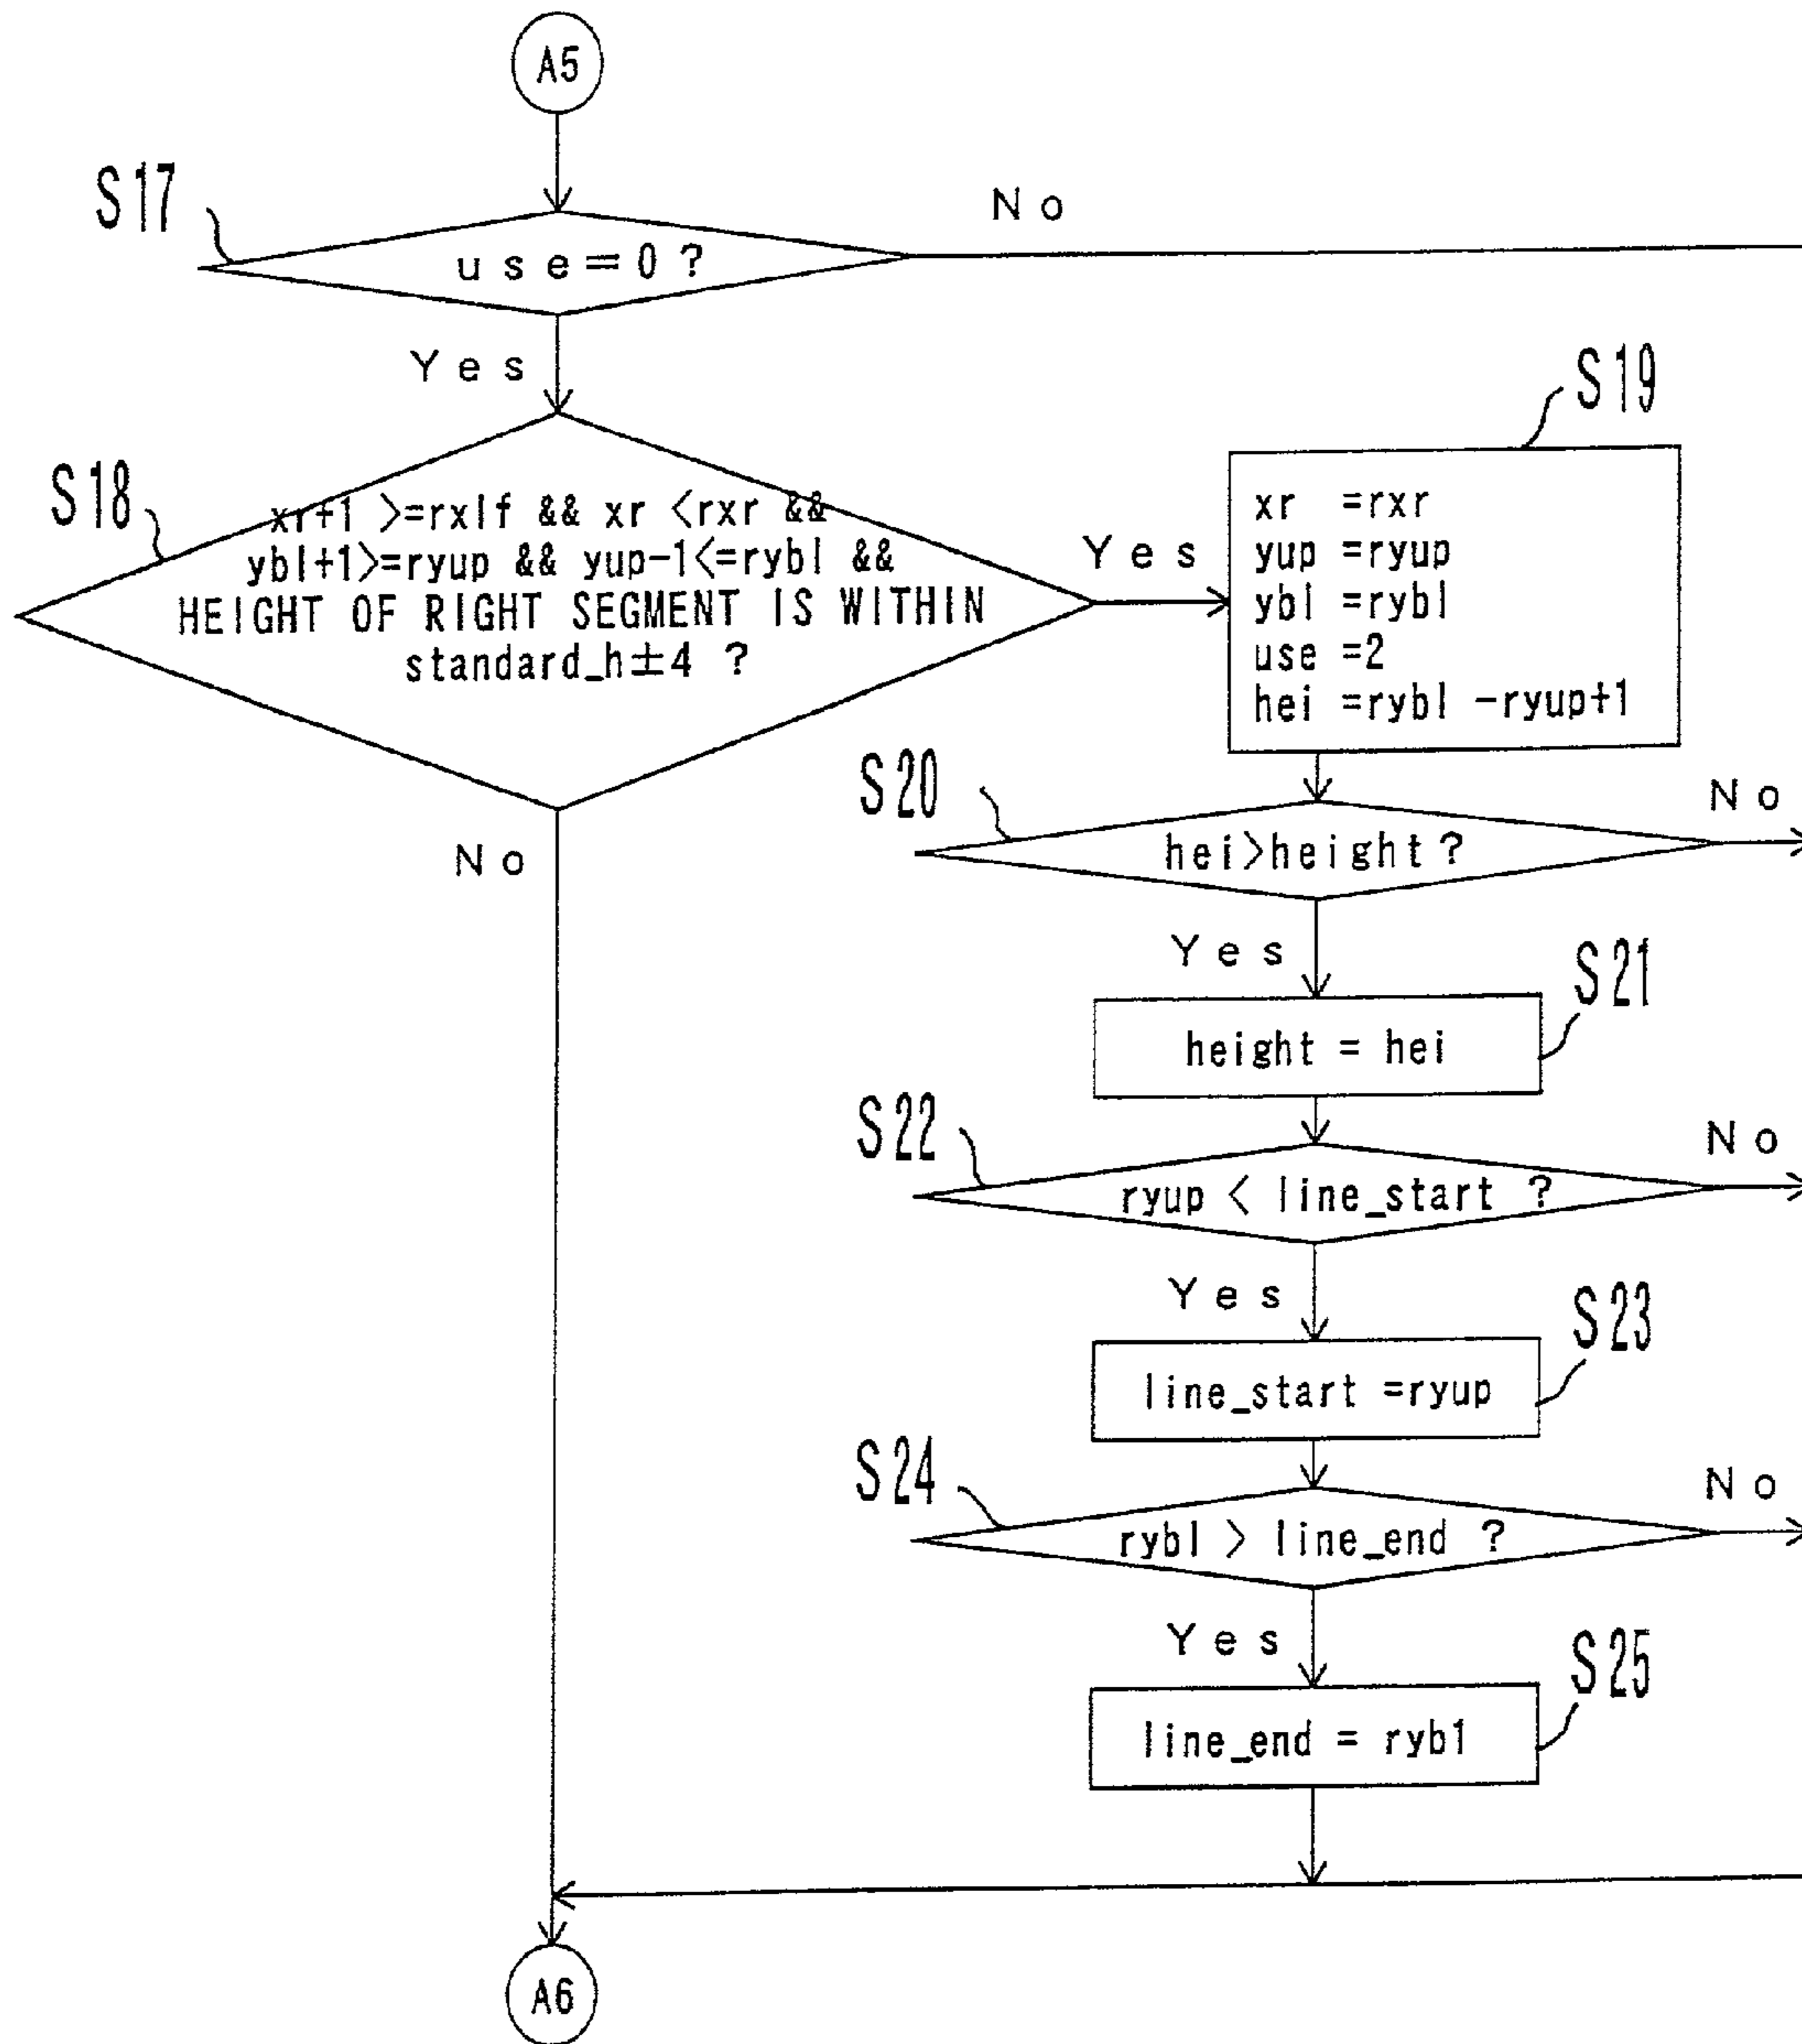 A5
S17
use=0?
No
Yes
S18
xr+1 >=rxlf && xr <rxr &&
ybl+1>=ryup && yup-1<=rybl &&
HEIGHT OF RIGHT SEGMENT IS WITHIN
standard_h±4 ?
Yes
No
S19
xr =rxr
yup =ryup
ybl =rybl
use =2
hei =rybl -ryup+1
S20
hei>height?
No
Yes
S21
height = hei
S22
ryup < line_start ?
No
Yes
S23
line_start =ryup
S24
rybl > line_end ?
No
Yes
S25
line_end = ryb1
A6